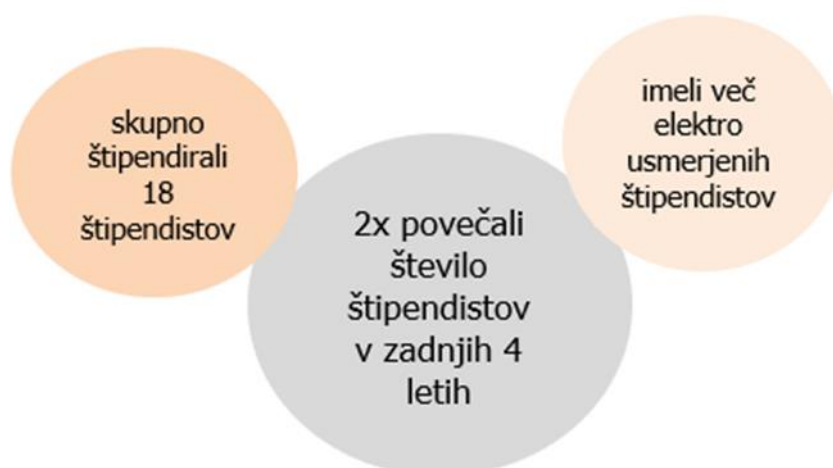 skupno
štipendirali
18
štipendistov
2x povečali
število
štipendistov
v zadnjih 4
letih
imeli več
elektro
usmerjenih
štipendistov